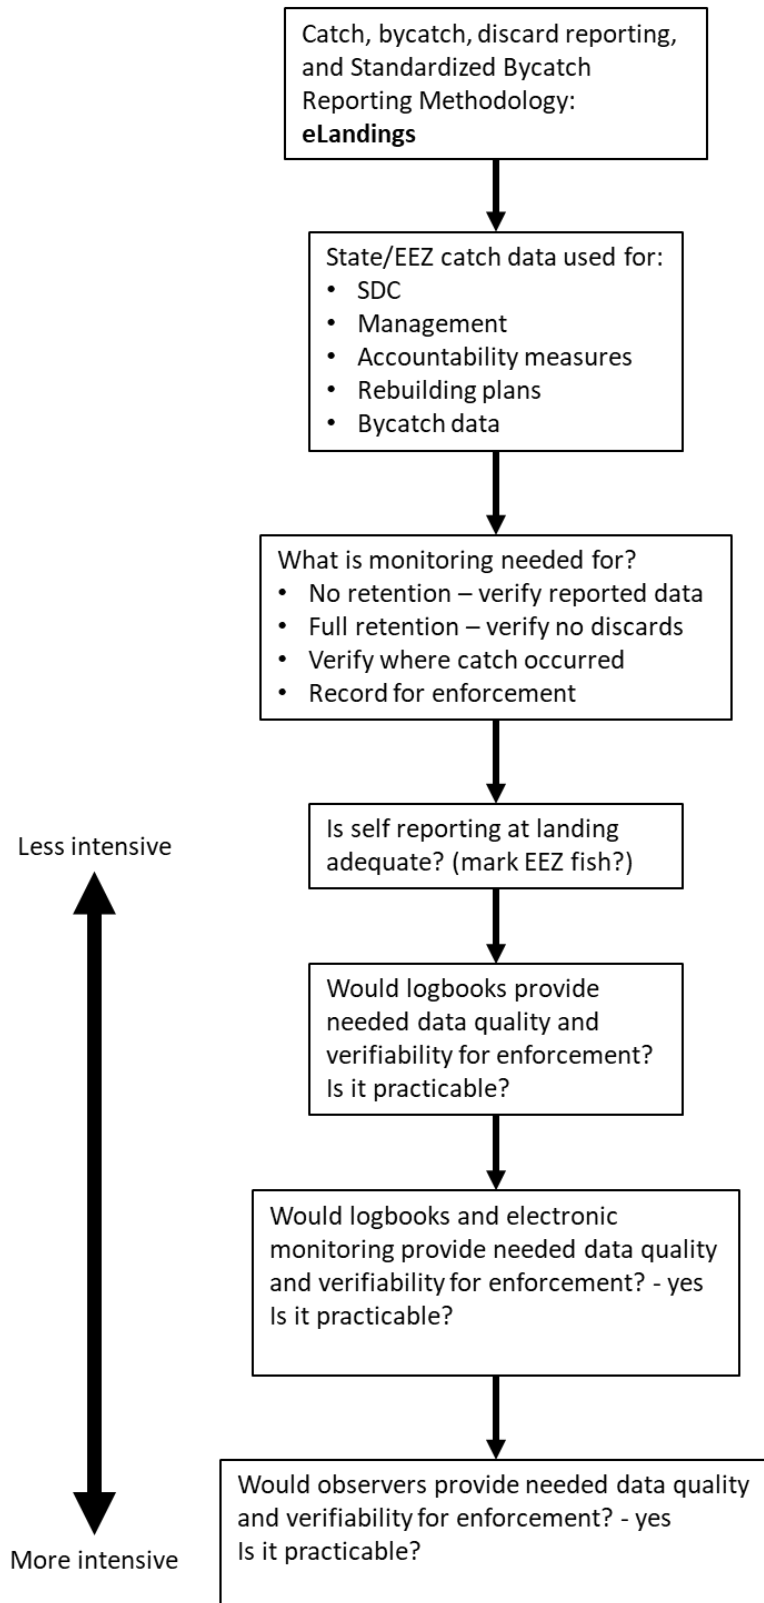 Catch, bycatch, discard reporting,
and Standardized Bycatch
Reporting Methodology:
eLandings
State/EEZ catch data used for:
• SDC
• Management
• Accountability measures
• Rebuilding plans
• Bycatch data
What is monitoring needed for?
• No retention – verify reported data
• Full retention – verify no discards
• Verify where catch occurred
• Record for enforcement
Less intensive
Is self reporting at landing
adequate? (mark EEZ fish?)
Would logbooks provide
needed data quality and
verifiability for enforcement?
Is it practicable?
Would logbooks and electronic
monitoring provide needed data quality
and verifiability for enforcement? - yes
Is it practicable?
Would observers provide needed data quality
and verifiability for enforcement? - yes
Is it practicable?
More intensive